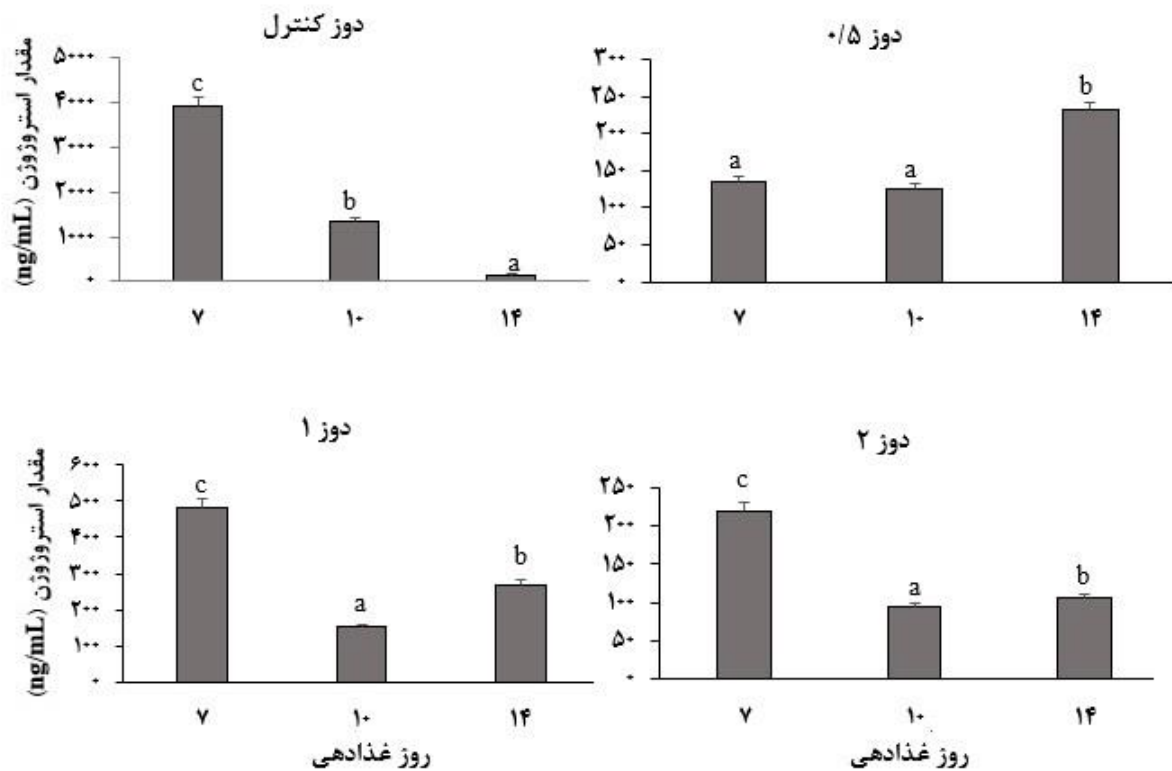 دوز کنترل
مقدار استروژوژن (ng/mL)
۵۰۰۰
۴۰۰۰
۳۰۰۰
۲۰۰۰
۱۰۰۰
۰
c
b
a
۷ ۱۰ ۱۴
دوز ۰/۵
۳۰۰
۲۵۰
۲۰۰
۱۵۰
۱۰۰
۵۰
۰
a
a
b
۷ ۱۰ ۱۴
دوز ۱
مقدار استروژوژن (ng/mL)
۶۰۰
۵۰۰
۴۰۰
۳۰۰
۲۰۰
۱۰۰
۰
c
a
b
۷ ۱۰ ۱۴
روز غذادهی
دوز ۲
۲۵۰
۲۰۰
۱۵۰
۱۰۰
۵۰
۰
c
a
b
۷ ۱۰ ۱۴
روز غذادهی